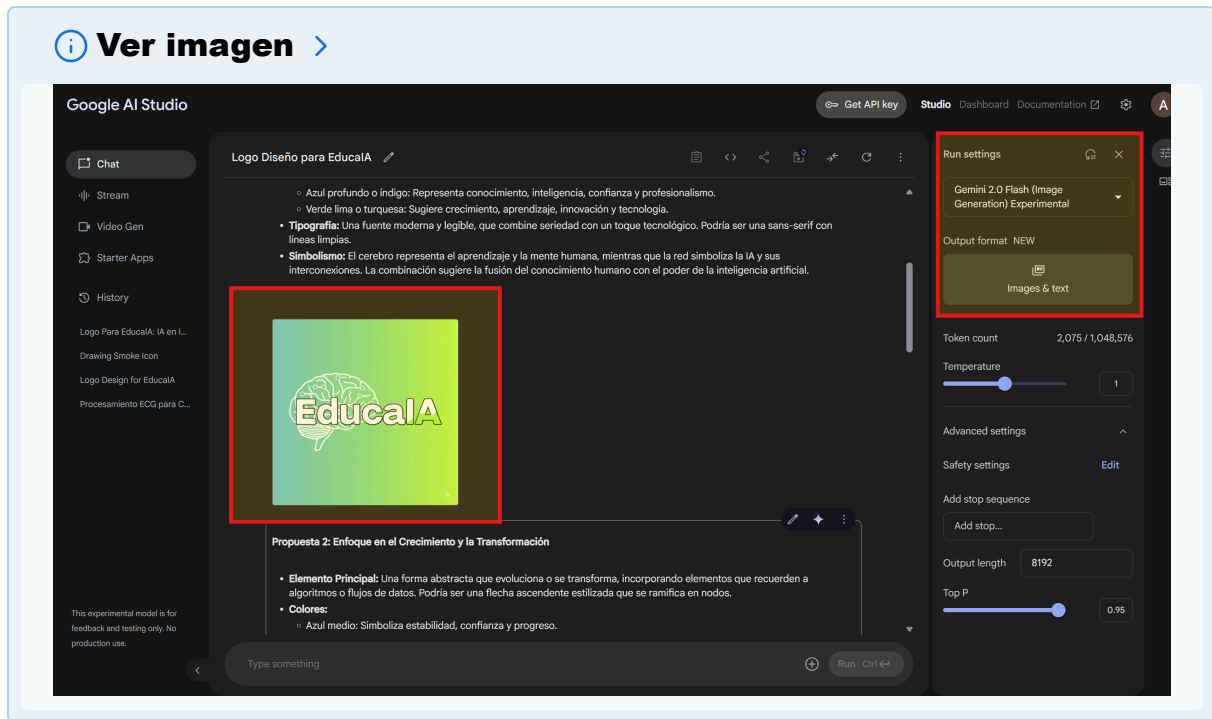 Ver imagen
Google AI Studio
Get API key
Studio Dashboard Documentation
A
Chat
Stream
Video Gen
Starter Apps
History
Logo Para EducaIA: IA en I...
Drawing Smoke Icon
Logo Design for EducaIA
Procesamiento ECG para C...
This experimental model is for
feedback and testing only. No
production use.
Logo Diseño para EducaIA
Azul profundo o índigo: Representa conocimiento, inteligencia, confianza y profesionalismo.
Verde lima o turquesa: Sugiere crecimiento, aprendizaje, innovación y tecnología.
Tipografía: Una fuente moderna y legible, que combine seriedad con un toque tecnológico. Podría ser una sans-serif con
líneas limpias.
Simbolismo: El cerebro representa el aprendizaje y la mente humana, mientras que la red simboliza la IA y sus
interconexiones. La combinación sugiere la fusión del conocimiento humano con el poder de la inteligencia artificial.
EducaIA
Propuesta 2: Enfoque en el Crecimiento y la Transformación
Elemento Principal: Una forma abstracta que evoluciona o se transforma, incorporando elementos que recuerden a
algoritmos o flujos de datos. Podría ser una flecha ascendente estilizada que se ramifica en nodos.
Colores:
Azul medio: Simboliza estabilidad, confianza y progreso.
Type something
Run Ctrl
Run settings
Gemini 2.0 Flash (Image
Generation) Experimental
Output format NEW
Images & text
Token count 2,075 / 1,048,576
Temperature
1
Advanced settings
Safety settings Edit
Add stop sequence
Add stop...
Output length 8192
Top P
0.95